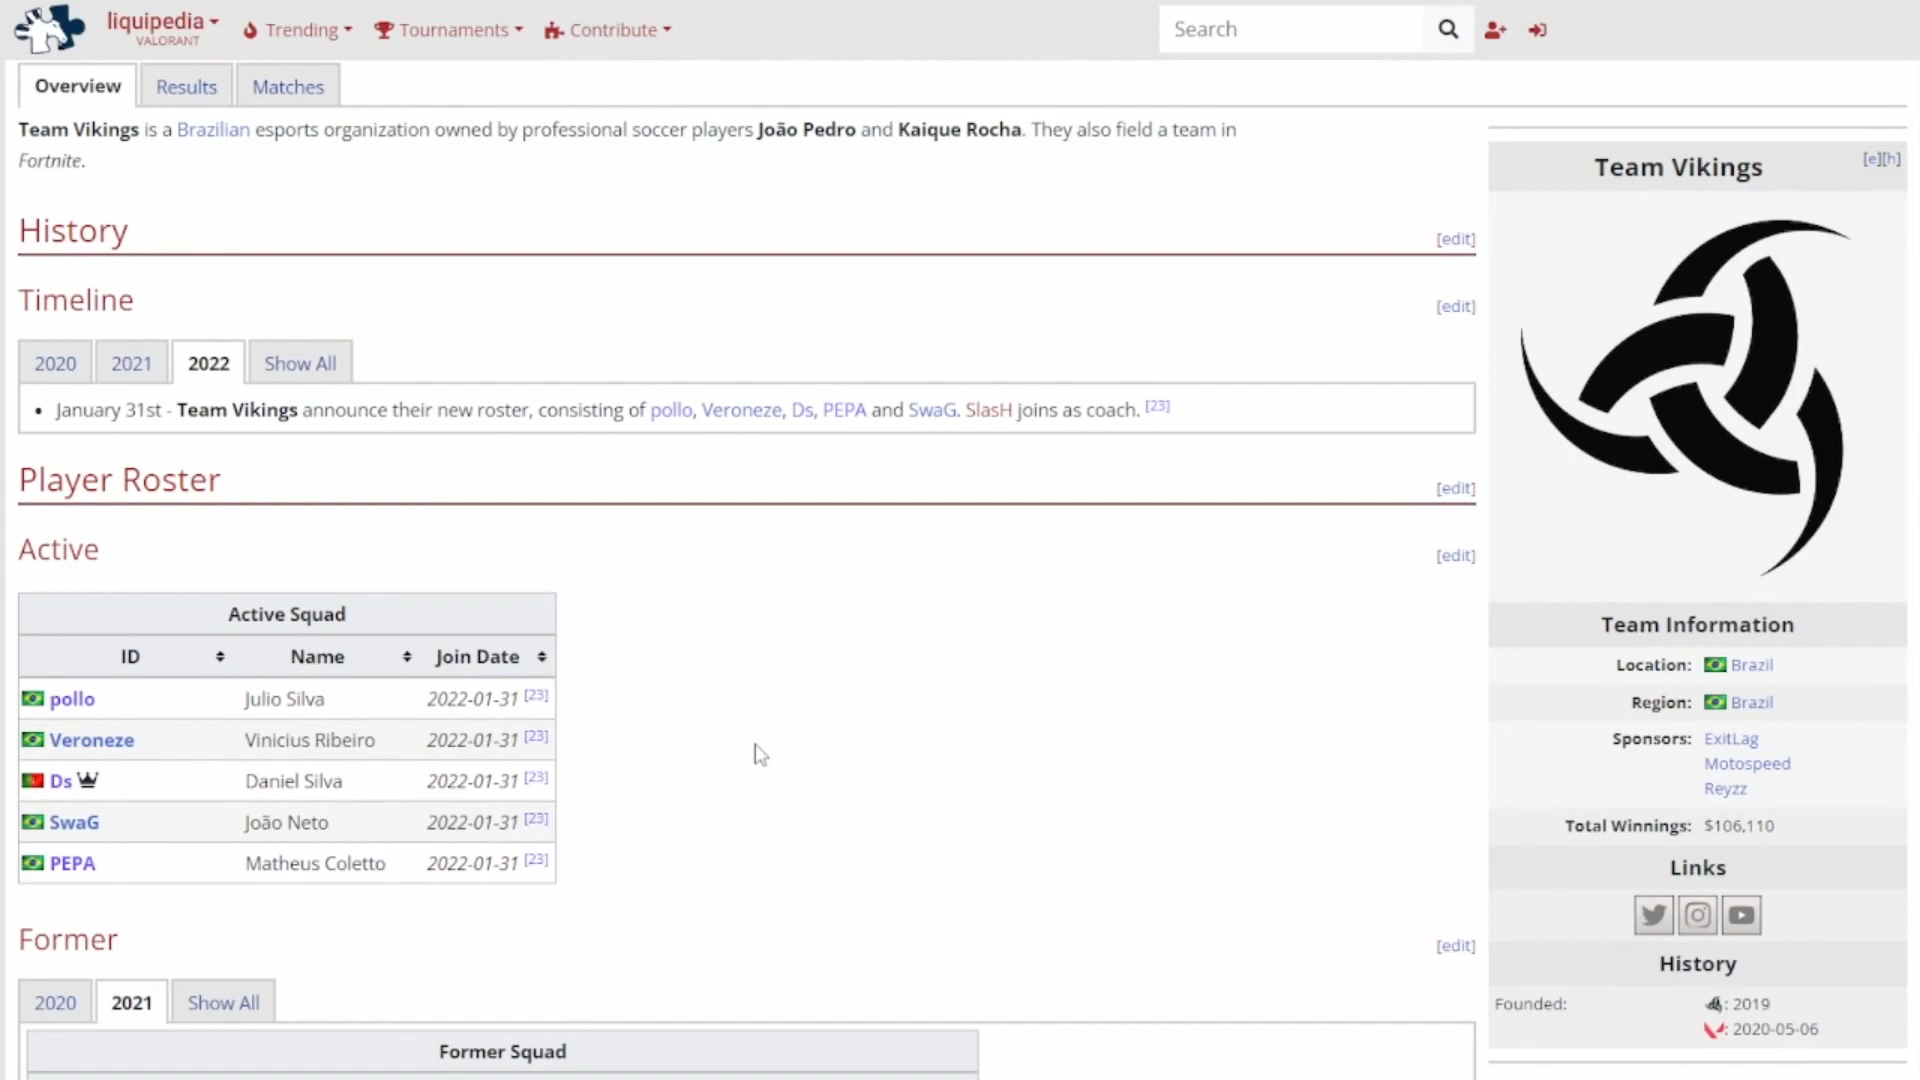 liquipedia
VALORANT
Trending
Tournaments
Contribute
Search
Overview
Results
Matches
Team Vikings is a Brazilian esports organization owned by professional soccer players João Pedro and Kaique Rocha. They also field a team in
Fortnite.
History
[edit]
Timeline
[edit]
2020
2021
2022
Show All
• January 31st - Team Vikings announce their new roster, consisting of pollo, Veroneze, Ds, PEPA and SwaG. SlasH joins as coach. [23]
Player Roster
[edit]
Active
[edit]
Active Squad
ID Name Join Date
pollo Julio Silva 2022-01-31 [23]
Veroneze Vinicius Ribeiro 2022-01-31 [23]
Ds Daniel Silva 2022-01-31 [23]
SwaG João Neto 2022-01-31 [23]
PEPA Matheus Coletto 2022-01-31 [23]
Former
[edit]
2020
2021
Show All
Former Squad
Team Vikings
[e][h]
Team Information
Location: Brazil
Region: Brazil
Sponsors: ExitLag
Motospeed
Reyzz
Total Winnings: $106,110
Links
History
Founded: : 2019
: 2020-05-06